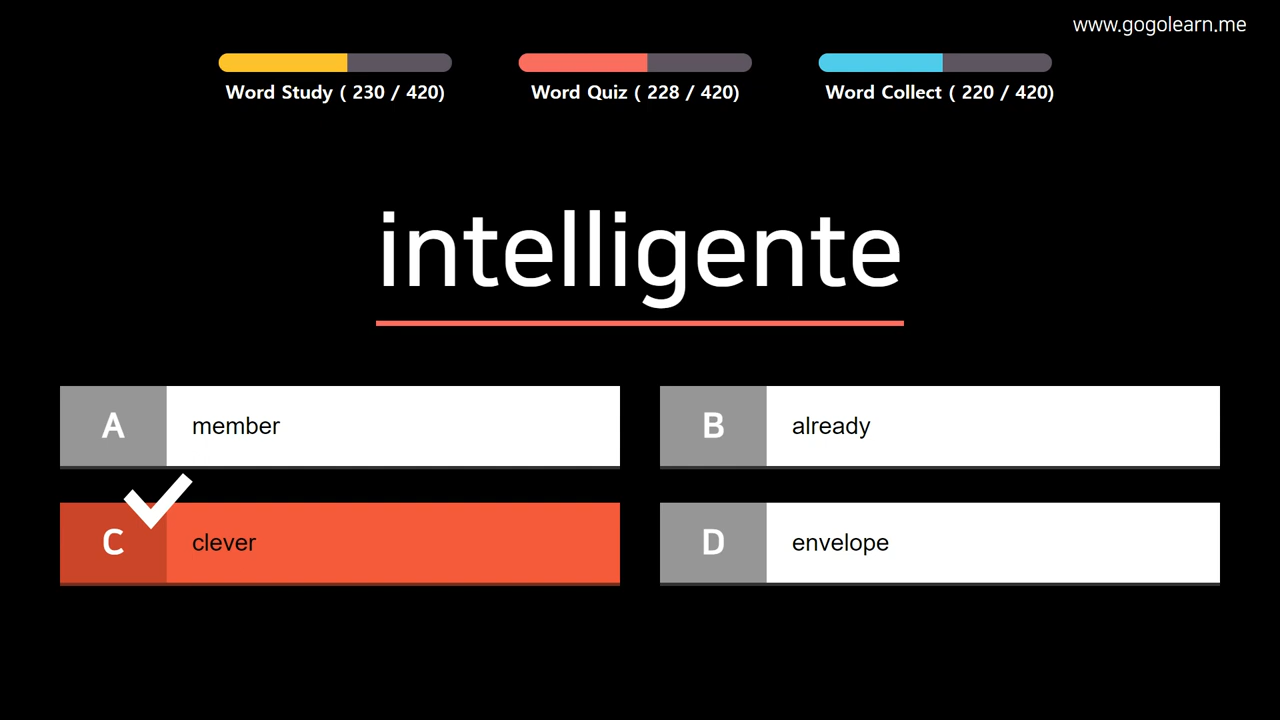 www.gogolearn.me
Word Study ( 230 / 420)
Word Quiz ( 228 / 420)
Word Collect ( 220 / 420)
intelligente
A member
B already
C clever
D envelope